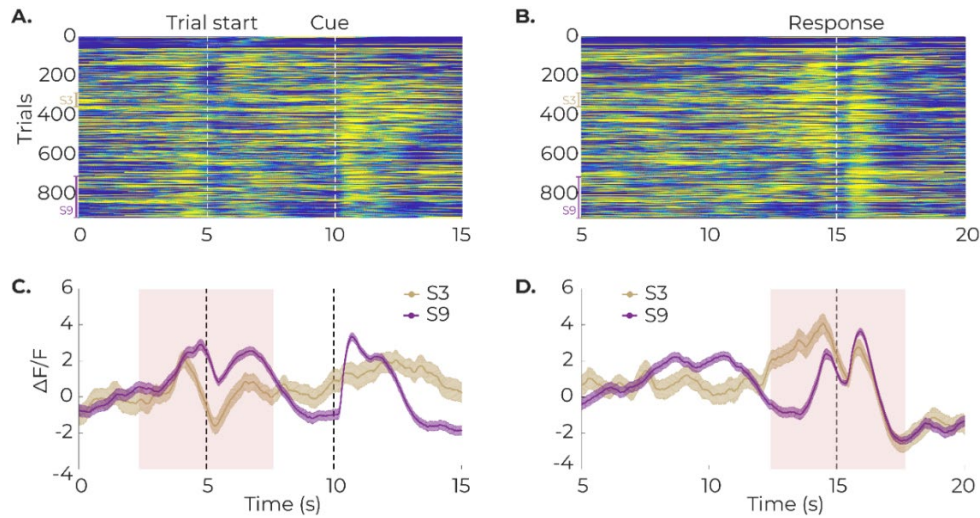 A.
Trial start
Cue
0
200
400
600
800
Trials
S3
S9
0
5
10
15
B.
Response
0
200
400
600
800
S3
S9
5
10
15
20
C.
S3
S9
6
4
2
0
-2
-4
ΔF/F
0
5
10
15
Time (s)
D.
S3
S9
6
4
2
0
-2
-4
5
10
15
20
Time (s)